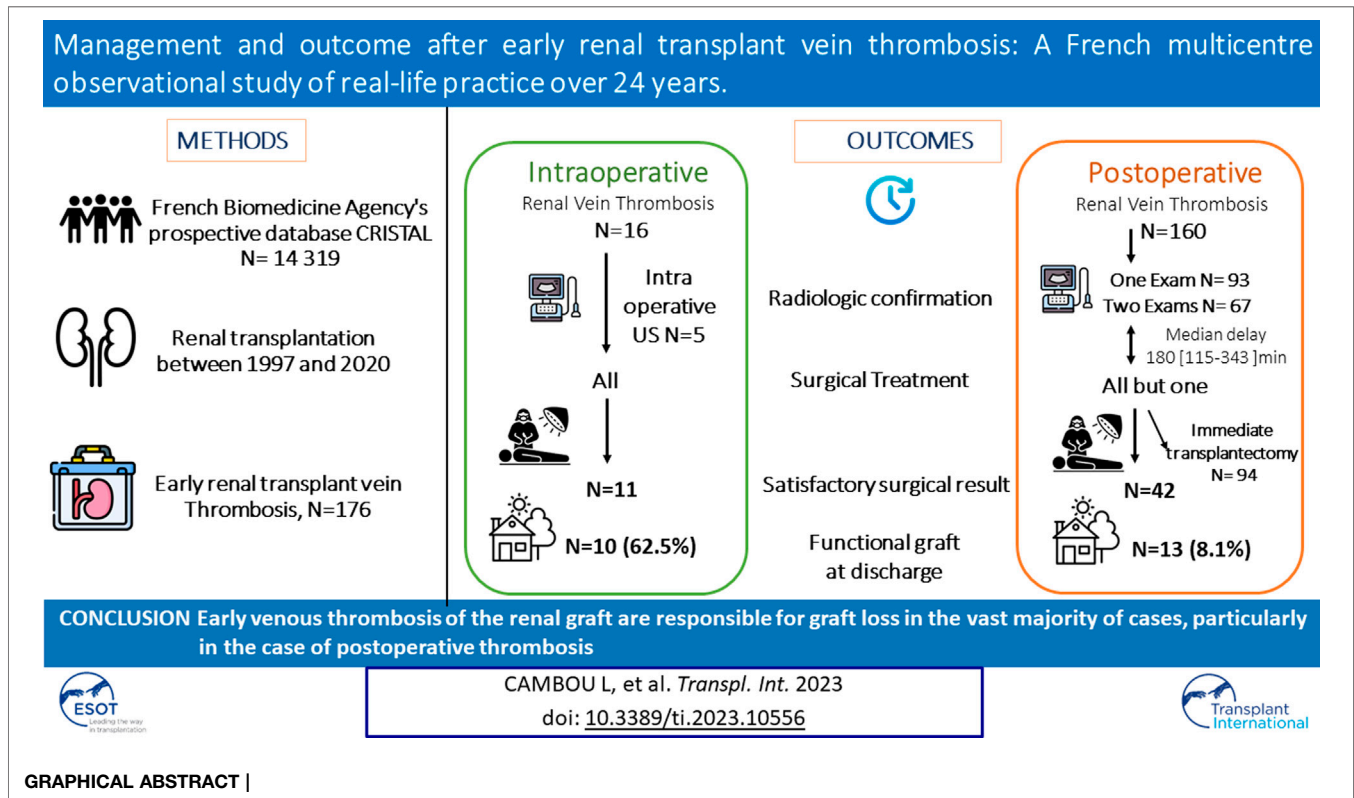 Management and outcome after early renal transplant vein thrombosis: A French multicentre
observational study of real-life practice over 24 years.
METHODS
French Biomedicine Agency's
prospective database CRISTAL
N= 14 319
Renal transplantation
between 1997 and 2020
Early renal transplant vein
Thrombosis, N=176
OUTCOMES
Intraoperative
Renal Vein Thrombosis
N=16
Intra
operative
US N=5
All
N=11
N=10 (62.5%)
Radiologic confirmation
Surgical Treatment
Satisfactory surgical result
Functional graft
at discharge
Postoperative
Renal Vein Thrombosis
N=160
One Exam N= 93
Two Exams N= 67
Median delay
180 [115-343 ]min
All but one
Immediate
transplantectomy
N= 94
N=42
N=13 (8.1%)
CONCLUSION Early venous thrombosis of the renal graft are responsible for graft loss in the vast majority of cases, particularly
in the case of postoperative thrombosis
ESOT
Leading the way
in transplantation
CAMBOU L, et al. Transpl. Int. 2023
doi: 10.3389/ti.2023.10556
Transplant
International
GRAPHICAL ABSTRACT |